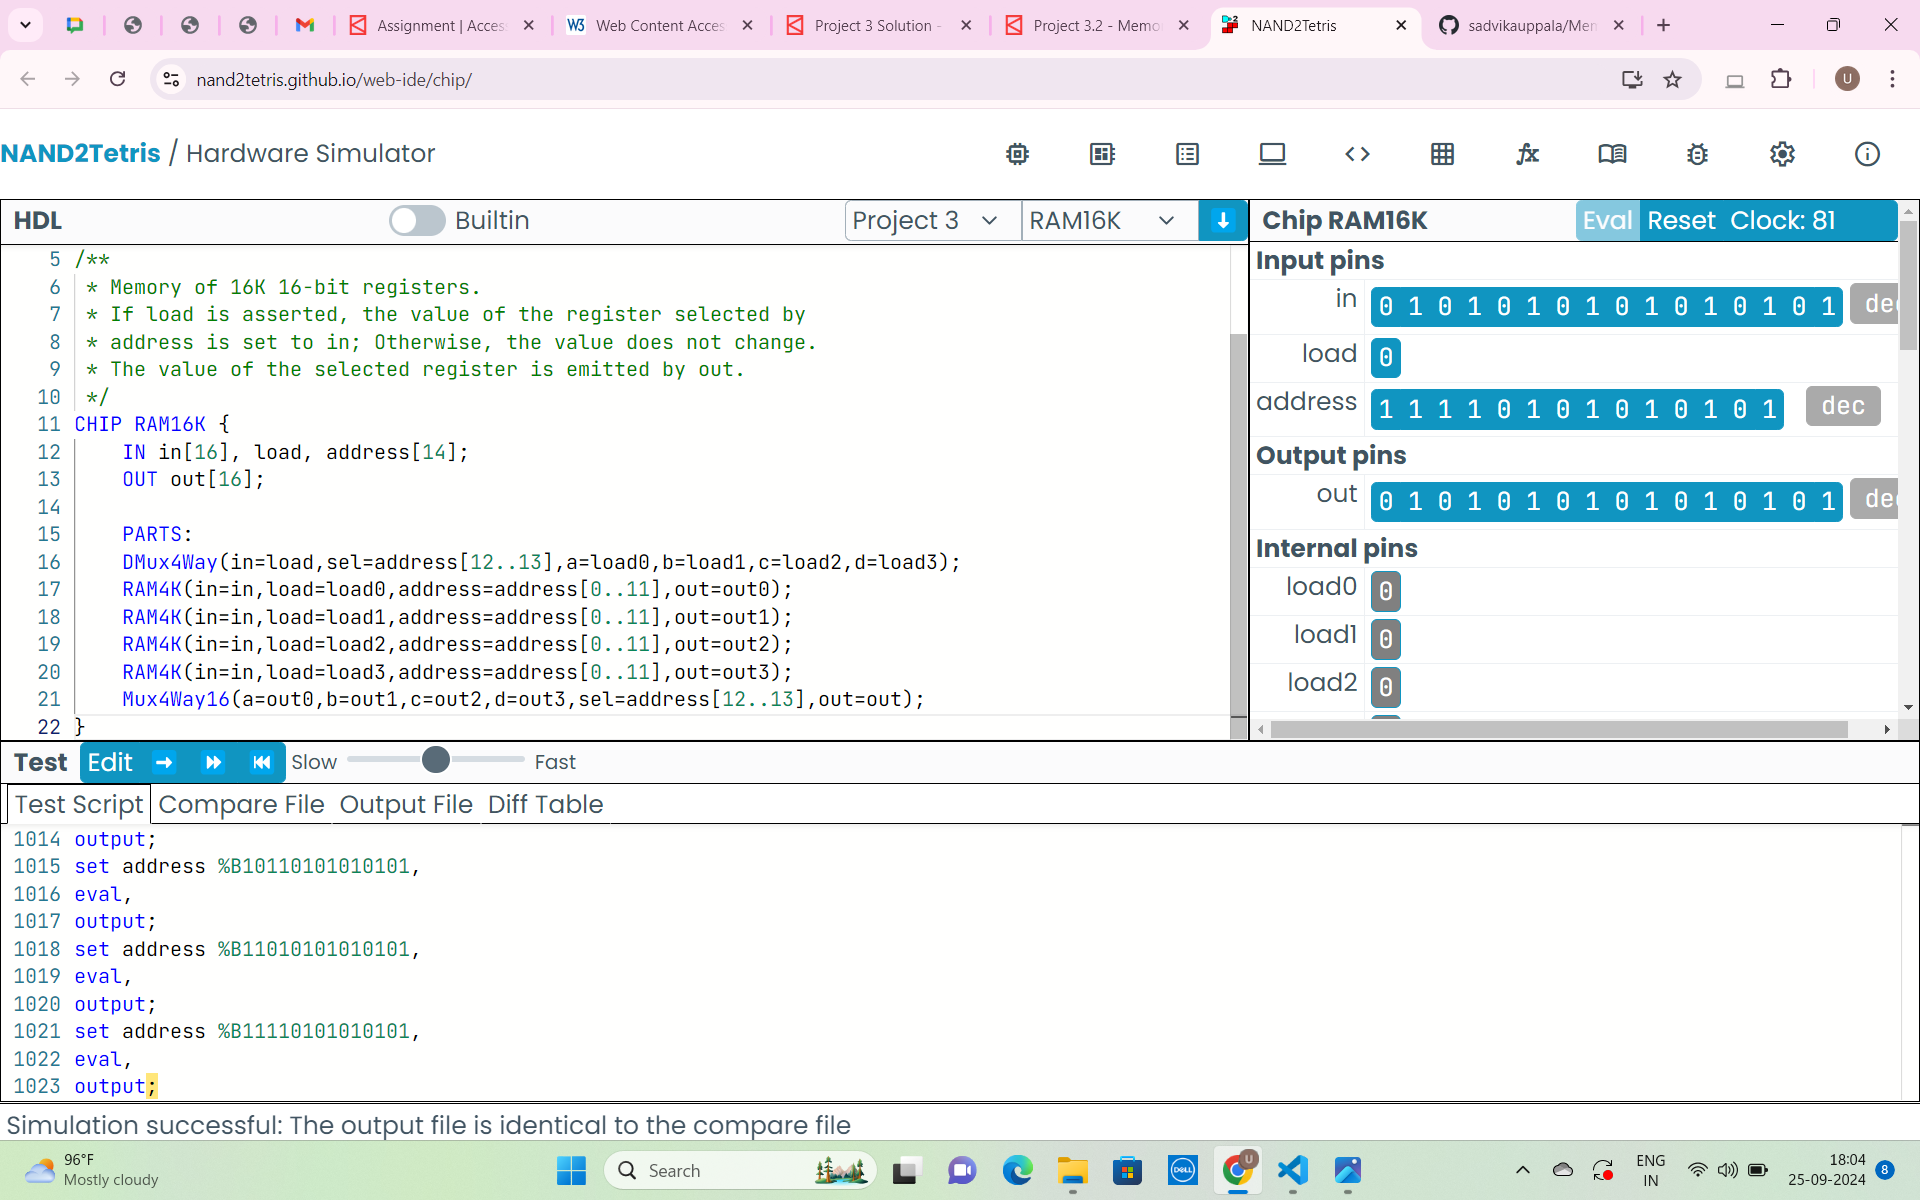 Assignment | Acces
Web Content Acces
Project 3 Solution -
Project 3.2 - Memo
NAND2Tetris
sadvikauppala/Mem
nand2tetris.github.io/web-ide/chip/
U
NAND2Tetris / Hardware Simulator
HDL
Builtin
Project 3
RAM16K
5 /**
6 * Memory of 16K 16-bit registers.
7 * If load is asserted, the value of the register selected by
8 * address is set to in; Otherwise, the value does not change.
9 * The value of the selected register is emitted by out.
10 */
11 CHIP RAM16K {
12 IN in[16], load, address[14];
13 OUT out[16];
14
15 PARTS:
16 DMux4Way(in=load,sel=address[12..13],a=load0,b=load1,c=load2,d=load3);
17 RAM4K(in=in,load=load0,address=address[0..11],out=out0);
18 RAM4K(in=in,load=load1,address=address[0..11],out=out1);
19 RAM4K(in=in,load=load2,address=address[0..11],out=out2);
20 RAM4K(in=in,load=load3,address=address[0..11],out=out3);
21 Mux4Way16(a=out0,b=out1,c=out2,d=out3,sel=address[12..13],out=out);
22 }
Chip RAM16K
Eval Reset Clock: 81
Input pins
in 0 1 0 1 0 1 0 1 0 1 0 1 0 1 0 1 dec
load 0
address 1 1 1 1 0 1 0 1 0 1 0 1 0 1 dec
Output pins
out 0 1 0 1 0 1 0 1 0 1 0 1 0 1 0 1 dec
Internal pins
load0 0
load1 0
load2 0
Test Edit Slow Fast
Test Script Compare File Output File Diff Table
1014 output;
1015 set address %B10110101010101,
1016 eval,
1017 output;
1018 set address %B11010101010101,
1019 eval,
1020 output;
1021 set address %B11110101010101,
1022 eval,
1023 output;
Simulation successful: The output file is identical to the compare file
96°F
Mostly cloudy
Search
DELL
U
ENG
IN
18:04
25-09-2024
8